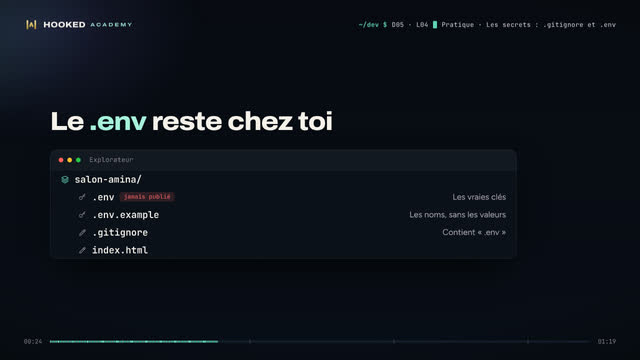 HOOKED ACADEMY
~/dev $ D05 · L04 Pratique · Les secrets : .gitignore et .env
Le .env reste chez toi
Explorateur
salon-amina/
.env jamais publié Les vraies clés
.env.example Les noms, sans les valeurs
.gitignore Contient « .env »
index.html
00:24 01:19